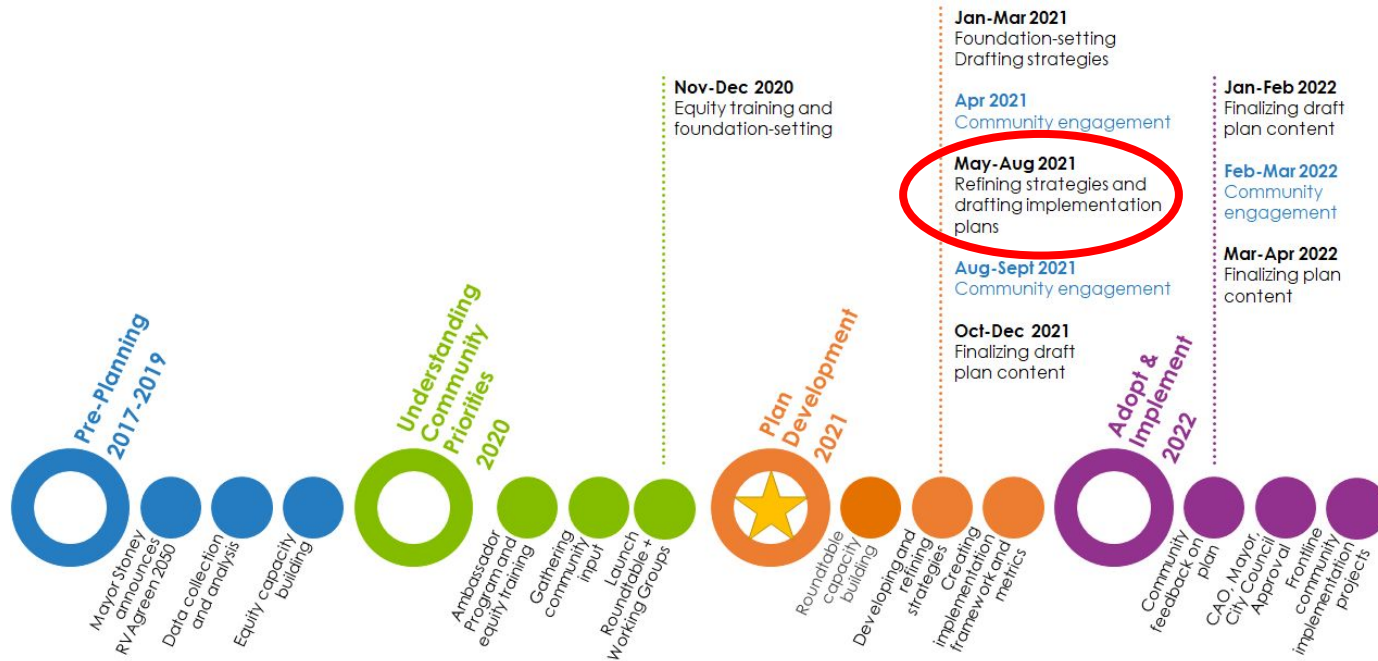 Jan-Mar 2021
Foundation-setting
Drafting strategies
Nov-Dec 2020
Equity training and
foundation-setting
Apr 2021
Community engagement
Jan-Feb 2022
Finalizing draft
plan content
May-Aug 2021
Refining strategies and
drafting implementation
plans
Feb-Mar 2022
Community
engagement
Aug-Sept 2021
Community engagement
Mar-Apr 2022
Finalizing plan
content
Oct-Dec 2021
Finalizing draft
plan content
Pre-Planning
2017-2019
Understanding
Community
Priorities
2020
Plan
Development
2021
Adopt &
Implement
2022
Mayor Stoney
announces
RVAgreen 2050
Data collection
and analysis
Equity capacity
building
Ambassador
Program and
equity training
Gathering
community
input
Launch
Roundtable +
Working Groups
Roundtable
capacity
building
Developing and
refining
strategies
Creating
implementation
framework and
metrics
Community
feedback on
plan
CAO, Mayor,
City Council
Approval
Frontline
community
implementation
projects